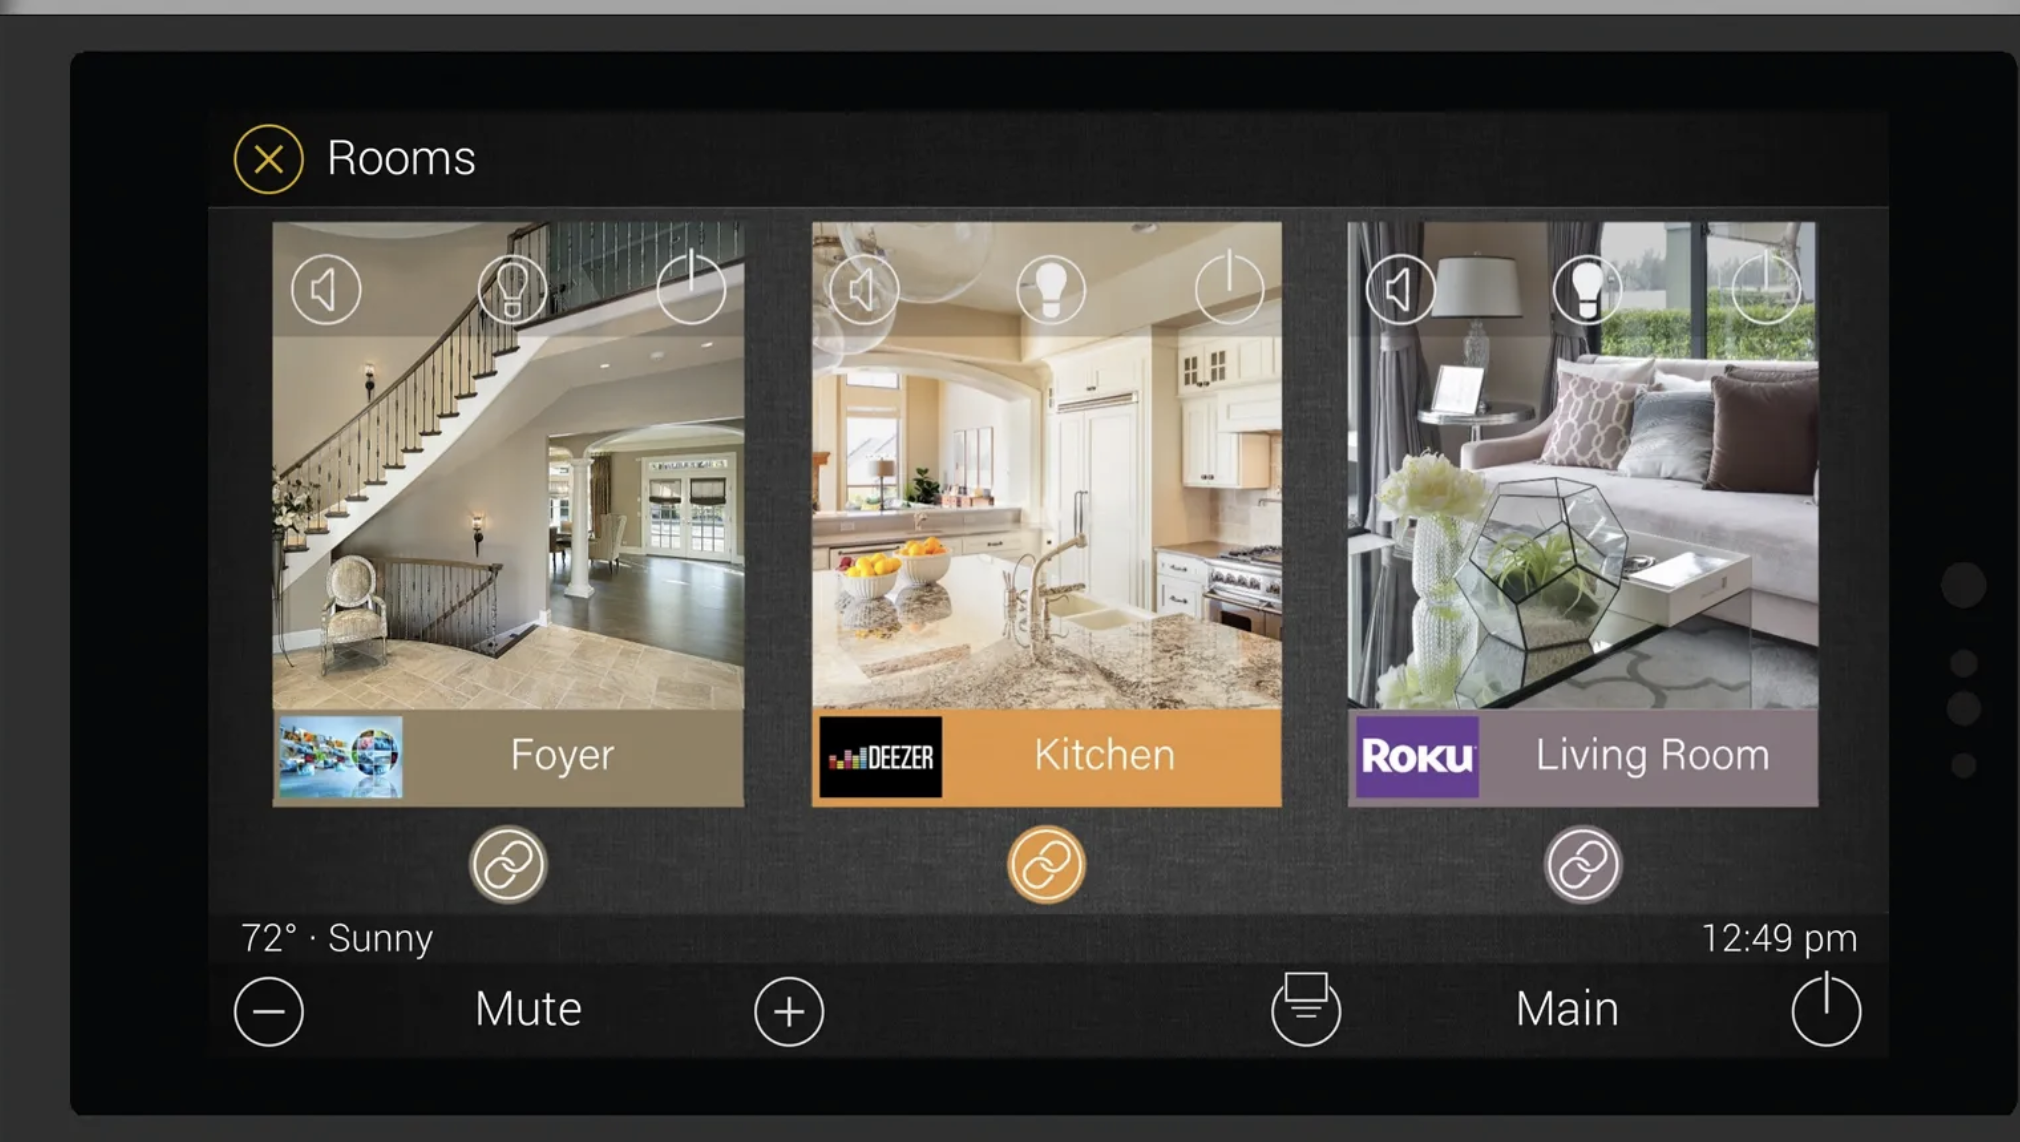 Rooms
Foyer
DEEZER
Kitchen
ROKU
Living Room
72° · Sunny
12:49 pm
Mute
Main